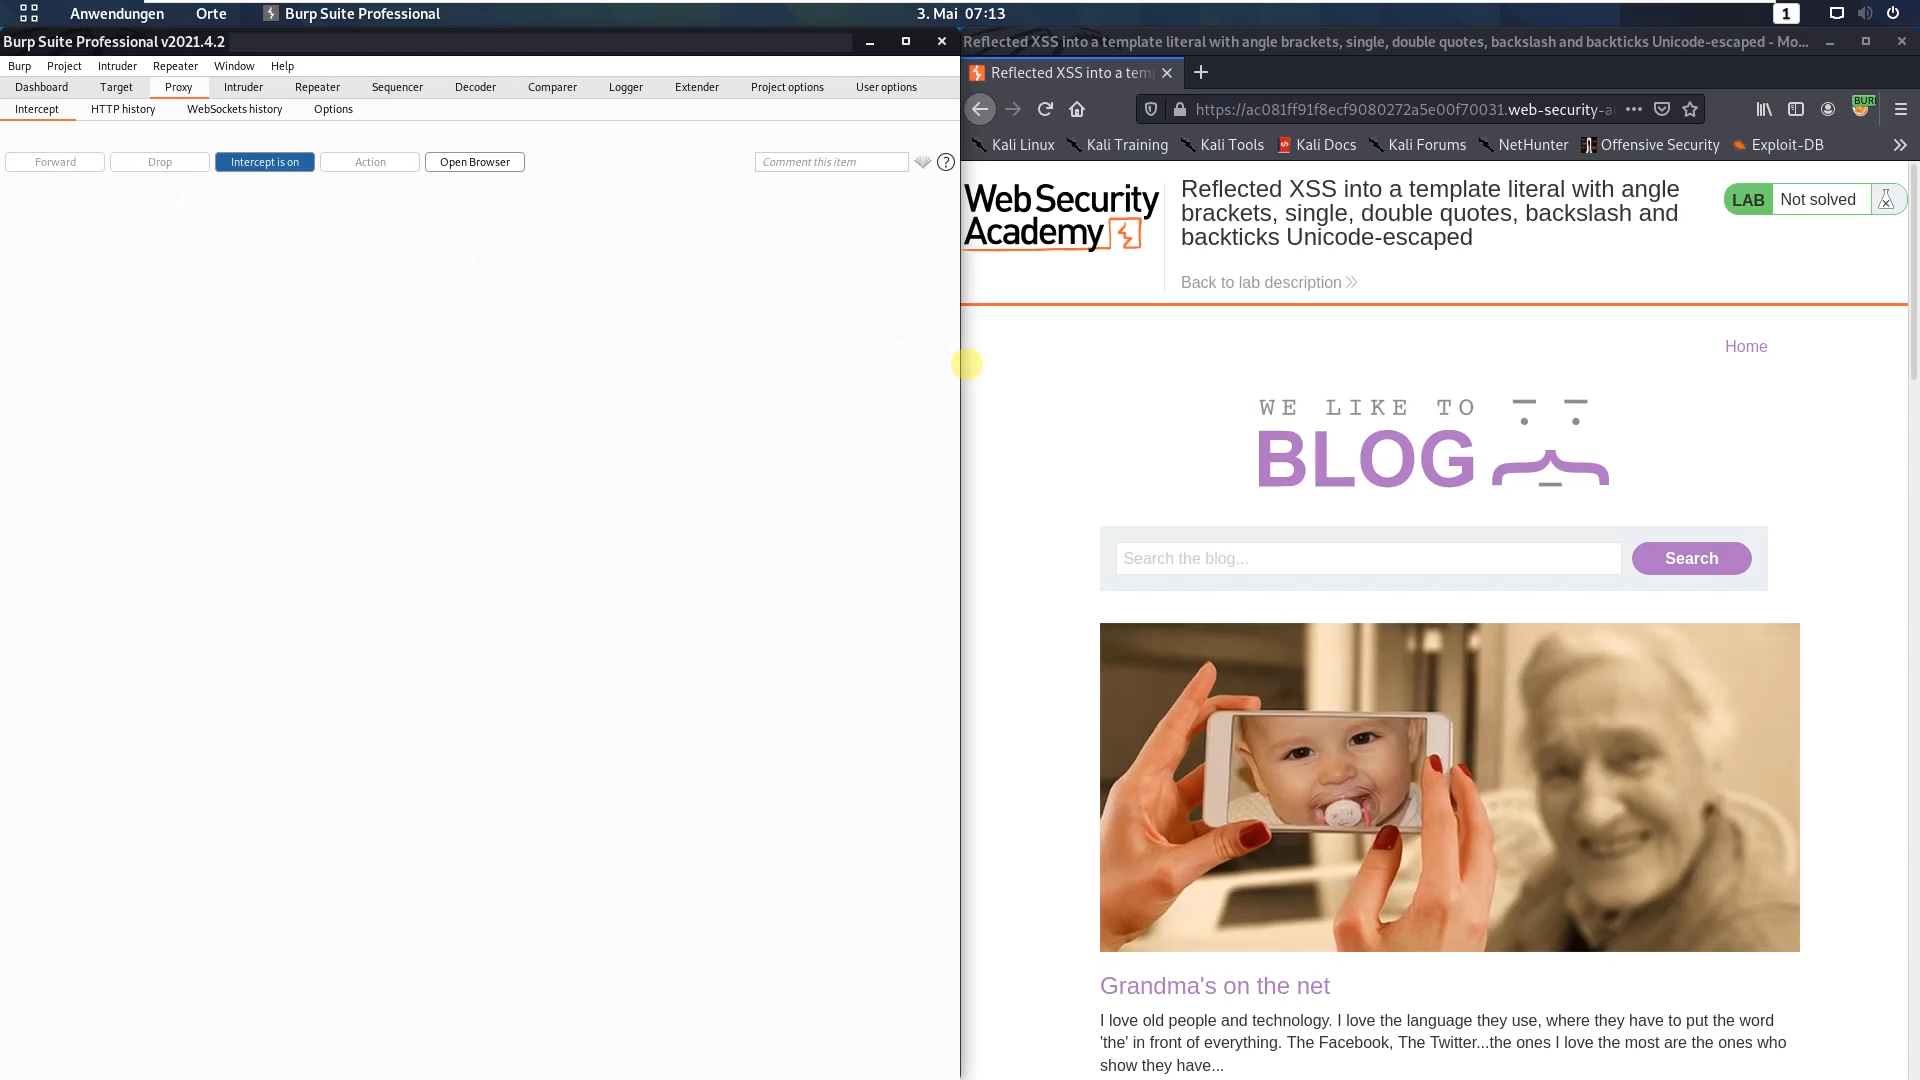 Anwendungen Orte Burp Suite Professional 3. Mai 07:13 1
Burp Suite Professional v2021.4.2
Burp Project Intruder Repeater Window Help
Dashboard Target Proxy Intruder Repeater Sequencer Decoder Comparer Logger Extender Project options User options
Intercept HTTP history WebSockets history Options
Forward Drop Intercept is on Action Open Browser Comment this item ?
Reflected XSS into a template literal with angle brackets, single, double quotes, backslash and backticks Unicode-escaped - Mo...
Reflected XSS into a tem
https://ac081ff91f8ecf9080272a5e00f70031.web-security-a BUR
Kali Linux Kali Training Kali Tools Kali Docs Kali Forums NetHunter Offensive Security Exploit-DB
Web Security
Academy
Reflected XSS into a template literal with angle
brackets, single, double quotes, backslash and
backticks Unicode-escaped
LAB Not solved
Back to lab description
Home
WE LIKE TO
BLOG
Search the blog... Search
Grandma's on the net
I love old people and technology. I love the language they use, where they have to put the word
'the' in front of everything. The Facebook, The Twitter...the ones I love the most are the ones who
show they have...